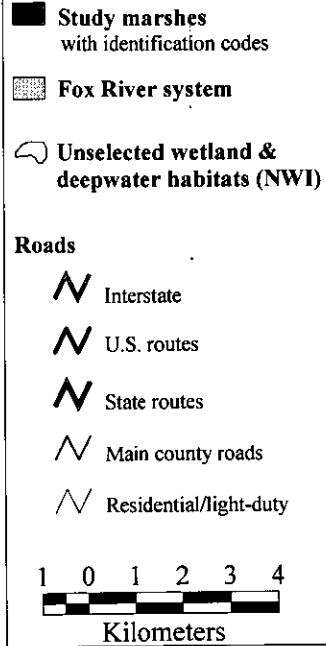 Study marshes
with identification codes
Fox River system
Unselected wetland &
deepwater habitats (NWI)
Roads
Interstate
U.S. routes
State routes
Main county roads
Residential/light-duty
1 0 1 2 3 4
Kilometers